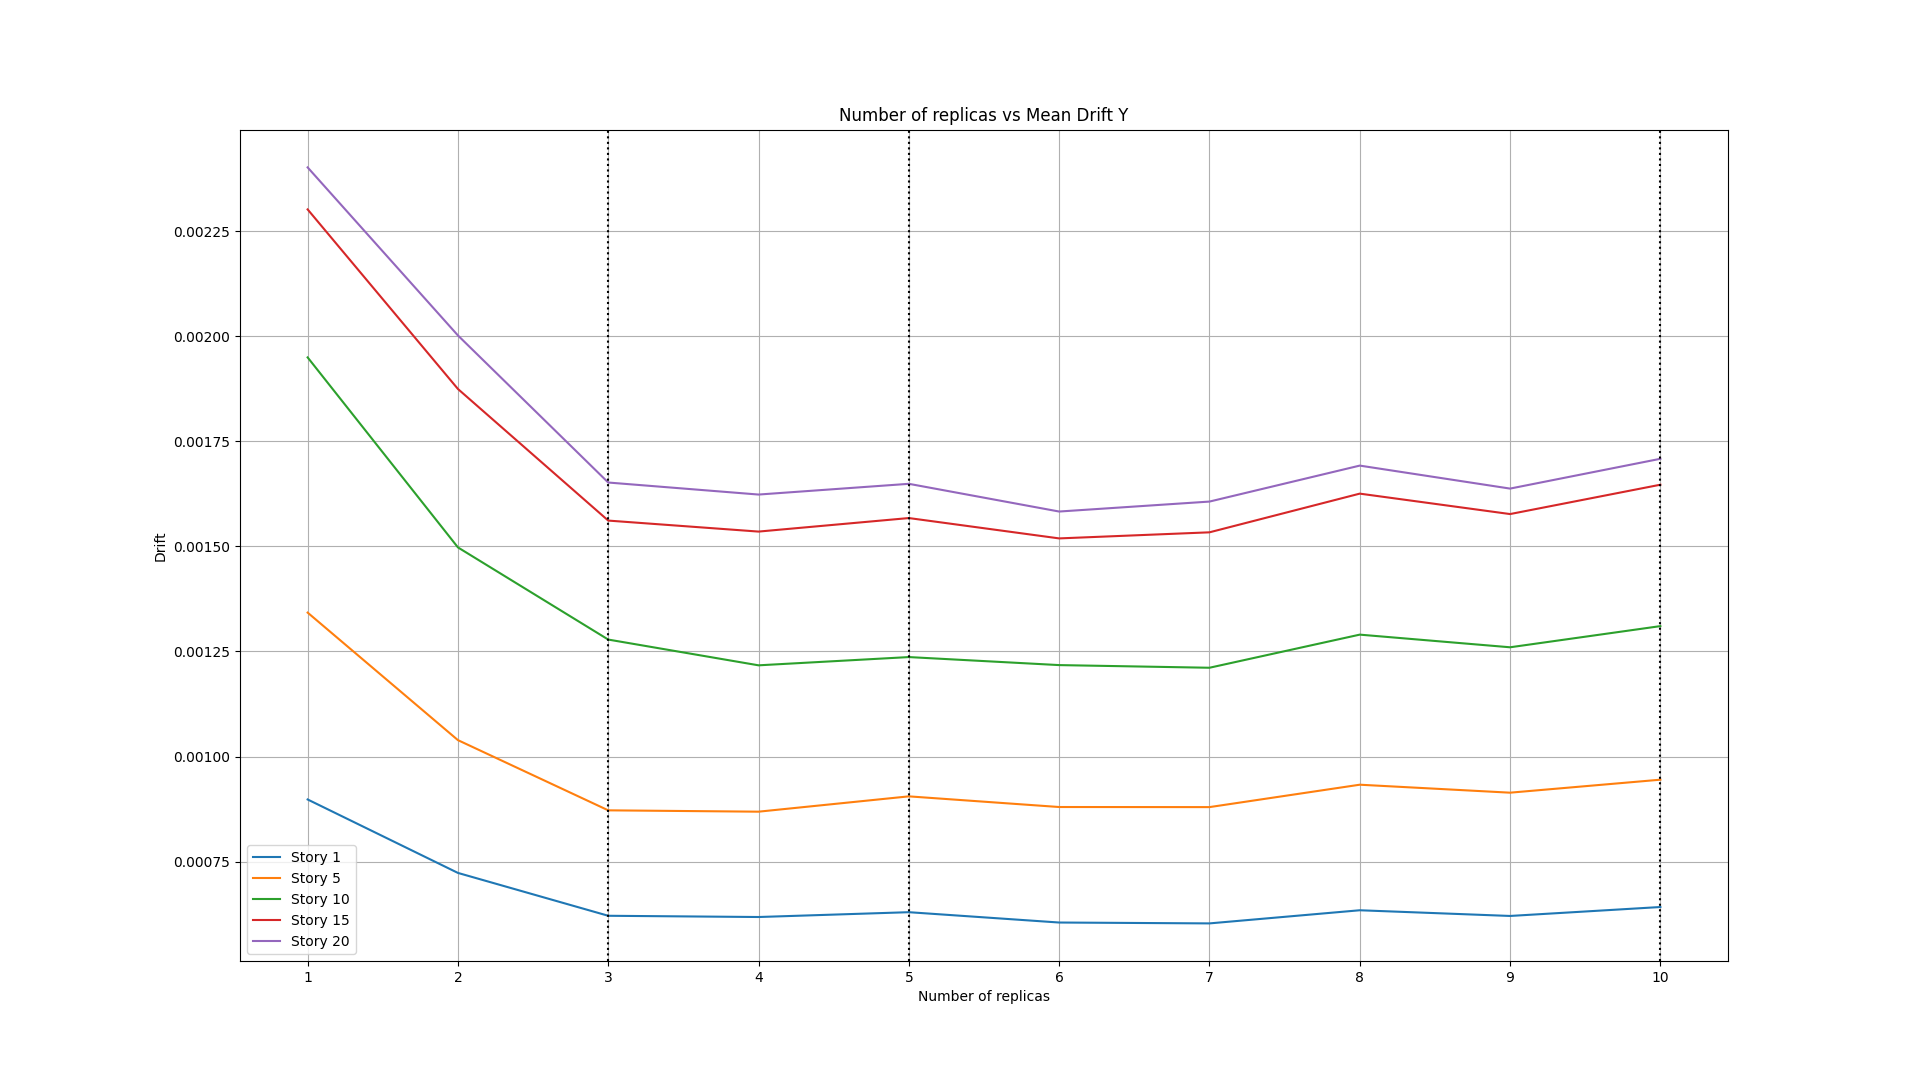 Number of replicas vs Mean Drift Y
0.00225
0.00200
0.00175
0.00150
0.00125
0.00100
0.00075
Drift
Story 1
Story 5
Story 10
Story 15
Story 20
1 2 3 4 5 6 7 8 9 10
Number of replicas